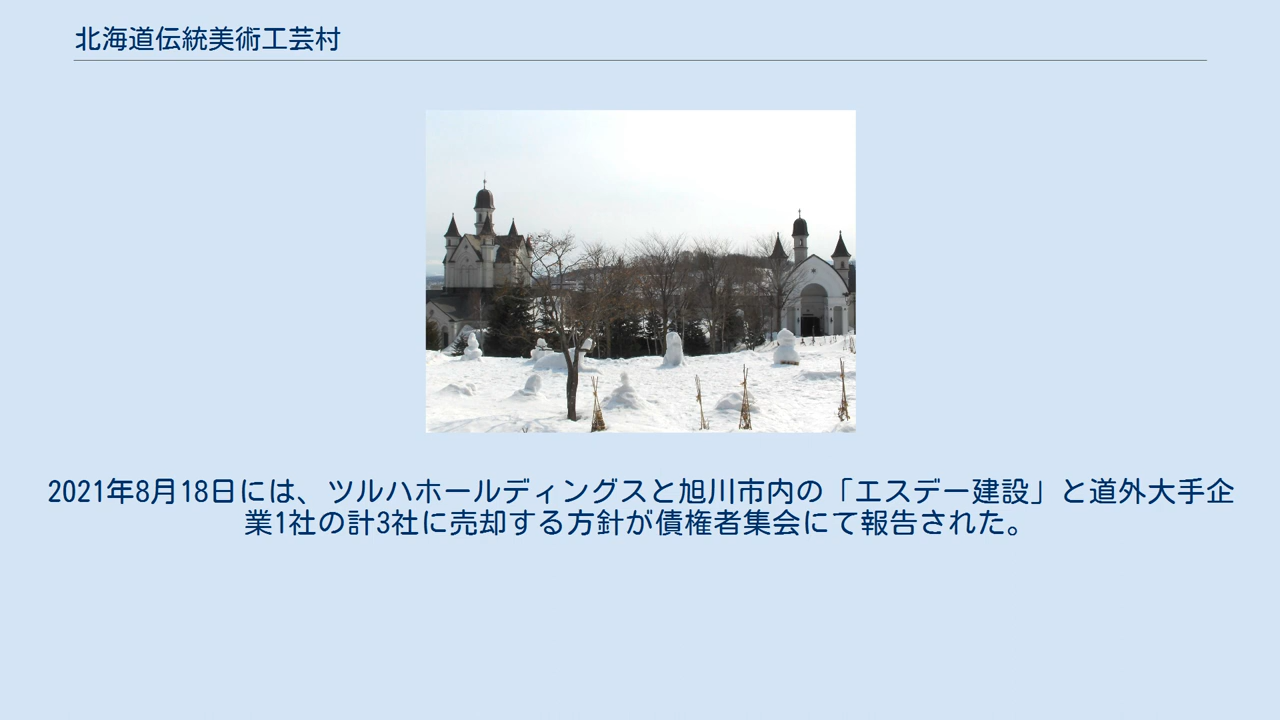 北海道伝統美術工芸村
2021年8月18日には、ツルハホールディングスと旭川市内の「エスデー建設」と道外大手企
業1社の計3社に売却する方針が債権者集会にて報告された。